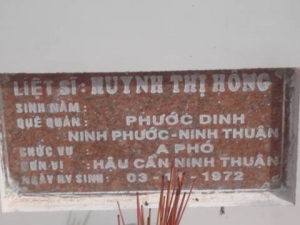 LIỆT SĨ : HUỲNH THỊ HỒNG
SINH NĂM :
QUÊ QUÁN : PHƯỚC DINH
NINH PHƯỚC-NINH THUẬN
CHỨC VỤ : A PHÓ
ĐƠN VỊ : HẬU CẦN NINH THUẬN
NGÀY HY SINH : 03 - - 1972